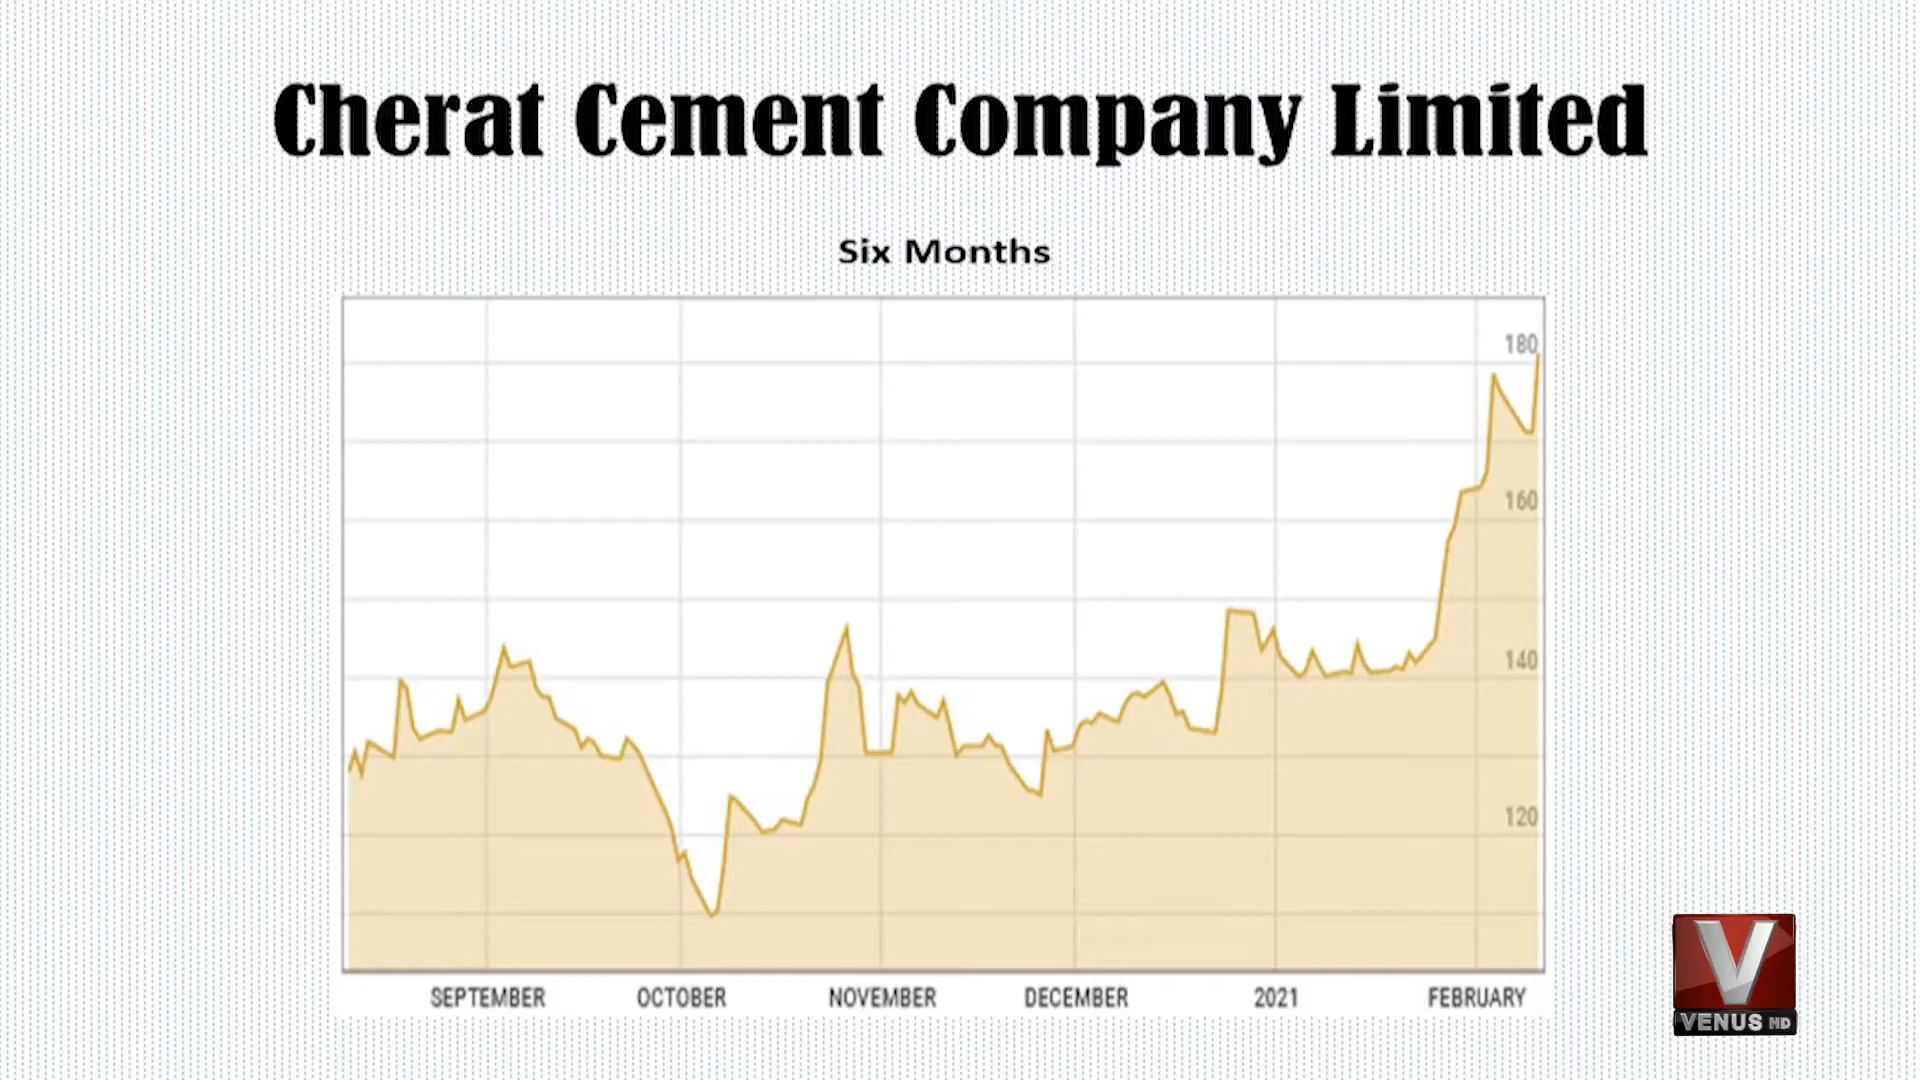 Cherat Cement Company Limited
Six Months
180
160
140
120
SEPTEMBER OCTOBER NOVEMBER DECEMBER 2021 FEBRUARY
V
VENUS HD